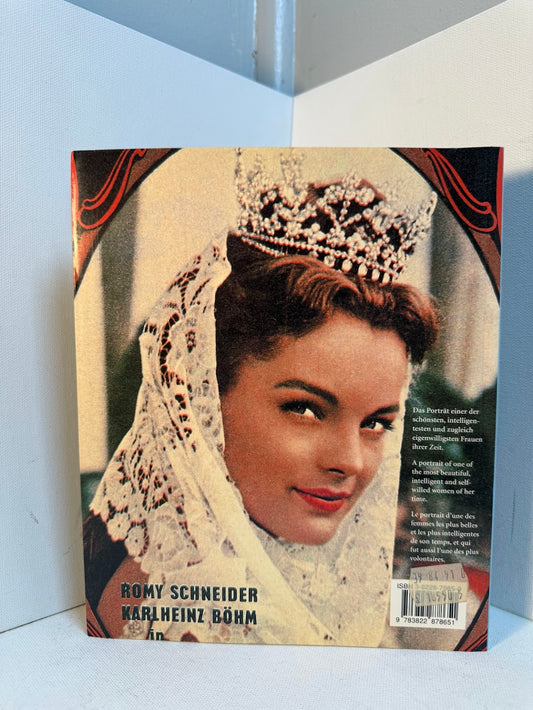 Das Porträt einer der
schönsten, intelligen-
testen und zugleich
eigenwilligsten Frauen
ihrer Zeit.
A portrait of one of
the most beautiful,
intelligent and self-
willed women of her
time.
Le portrait d'une des
femmes les plus belles
et les plus intelligentes
de son temps, et qui
fut aussi l'une des plus
volontaires.
ROMY SCHNEIDER
KARLHEINZ BÖHM
in
ISBN
9 783822 878651